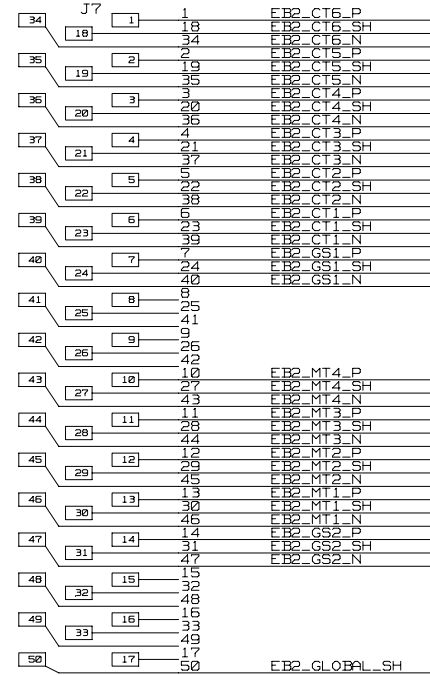 J7
34 1 1 EB2_CT6_P
18 18 EB2_CT6_SH
34 EB2_CT6_N
35 2 2 EB2_CT5_P
19 19 EB2_CT5_SH
35 EB2_CT5_N
36 3 3 EB2_CT4_P
20 20 EB2_CT4_SH
36 EB2_CT4_N
37 4 4 EB2_CT3_P
21 21 EB2_CT3_SH
37 EB2_CT3_N
38 5 5 EB2_CT2_P
22 22 EB2_CT2_SH
38 EB2_CT2_N
39 6 6 EB2_CT1_P
23 23 EB2_CT1_SH
39 EB2_CT1_N
40 7 7 EB2_GS1_P
24 24 EB2_GS1_SH
40 EB2_GS1_N
41 8 8
25 25
41
42 9 9
26 26
42
43 10 10 EB2_MT4_P
27 27 EB2_MT4_SH
43 EB2_MT4_N
44 11 11 EB2_MT3_P
28 28 EB2_MT3_SH
44 EB2_MT3_N
45 12 12 EB2_MT2_P
29 29 EB2_MT2_SH
45 EB2_MT2_N
46 13 13 EB2_MT1_P
30 30 EB2_MT1_SH
46 EB2_MT1_N
47 14 14 EB2_GS2_P
31 31 EB2_GS2_SH
47 EB2_GS2_N
48 15 15
32 32
48
49 16 16
33 33
49
50 17 17
50 EB2_GLOBAL_SH